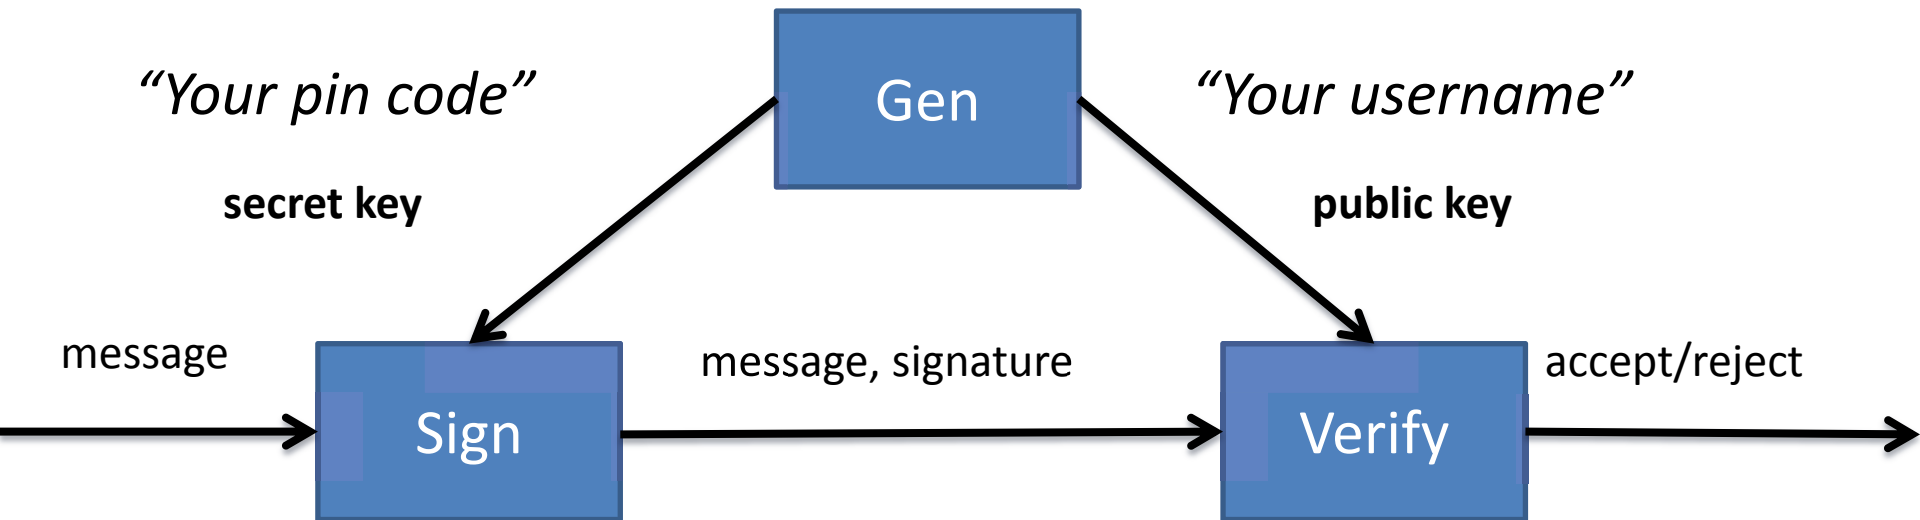 “Your pin code”
Gen
“Your username”
secret key
public key
message
message, signature
accept/reject
Sign
Verify